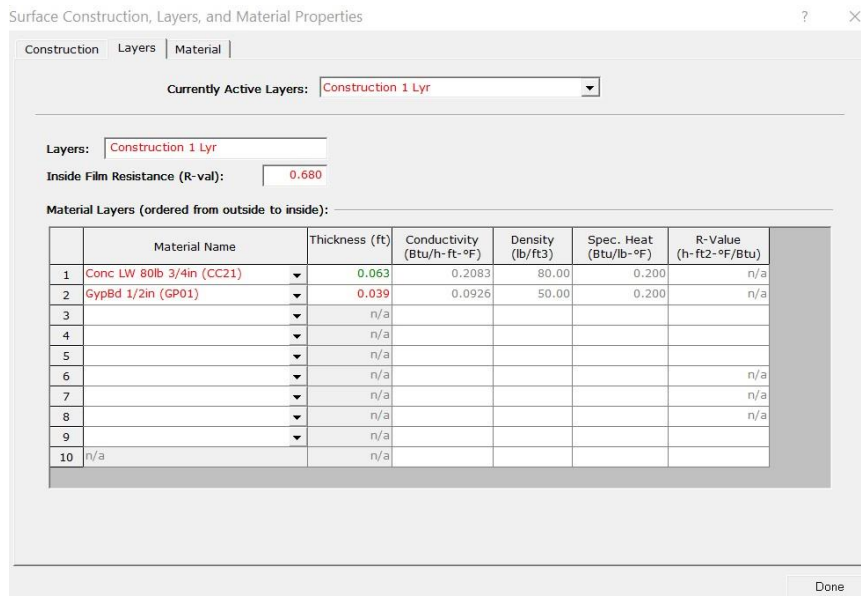 Surface Construction, Layers, and Material Properties ? ×
Construction Layers Material
Currently Active Layers: Construction 1 Lyr
Layers: Construction 1 Lyr
Inside Film Resistance (R-val): 0.680
Material Layers (ordered from outside to inside):
Material Name Thickness (ft) Conductivity (Btu/h-ft-°F) Density (lb/ft3) Spec. Heat (Btu/lb-°F) R-Value (h-ft2-°F/Btu)
1 Conc LW 80lb 3/4in (CC21) 0.063 0.2083 80.00 0.200 n/a
2 GypBd 1/2in (GP01) 0.039 0.0926 50.00 0.200 n/a
3 n/a
4 n/a
5 n/a
6 n/a n/a
7 n/a n/a
8 n/a n/a
9 n/a
10 n/a n/a
Done